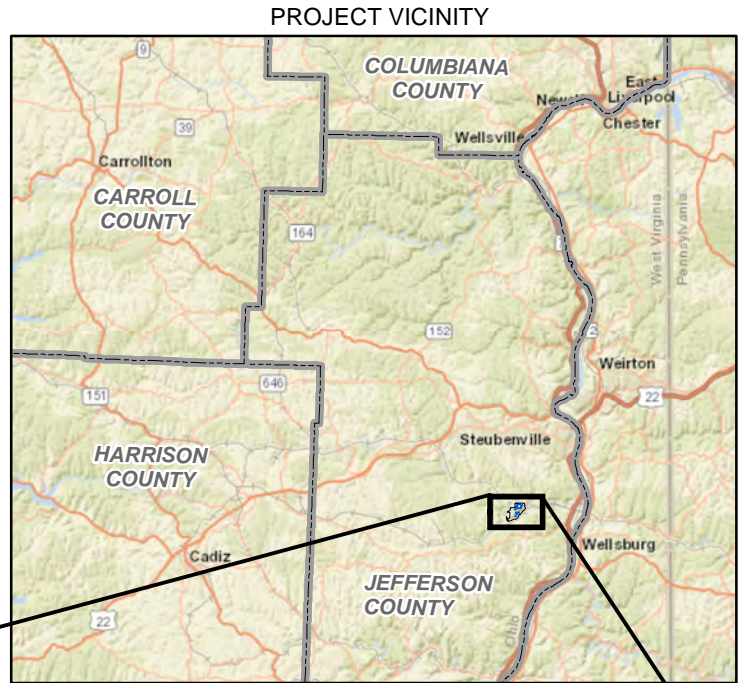 PROJECT VICINITY
9
COLUMBIANA
COUNTY
East
Liverpool
Chester
39
Wellsville
Carrollton
CARROLL
COUNTY
164
West Virginia
Pennsylvania
152
2
Weirton
646
151
22
Steubenville
HARRISON
COUNTY
Wellsburg
Cadiz
JEFFERSON
COUNTY
22
Ohio